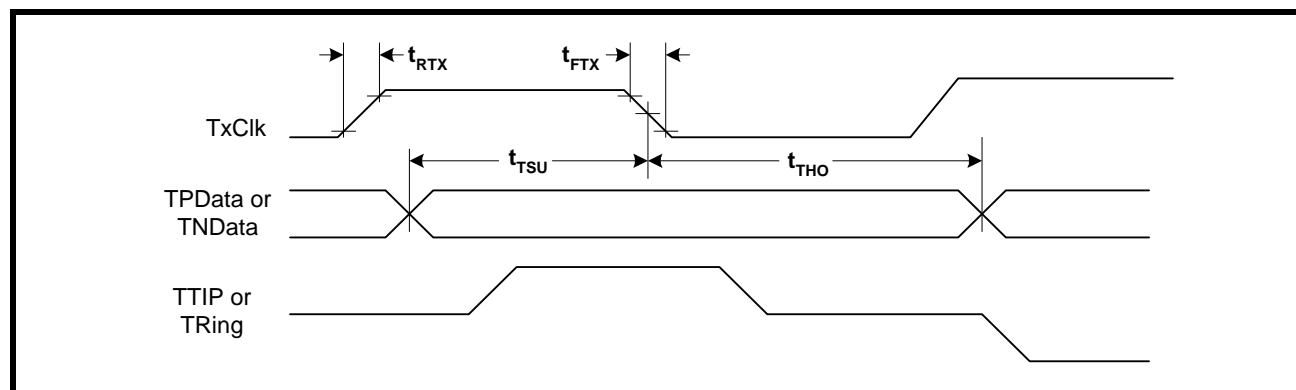 tRTX
tFTX
TxClk
tTSU
tTHO
TPData or
TNData
TTIP or
TRing